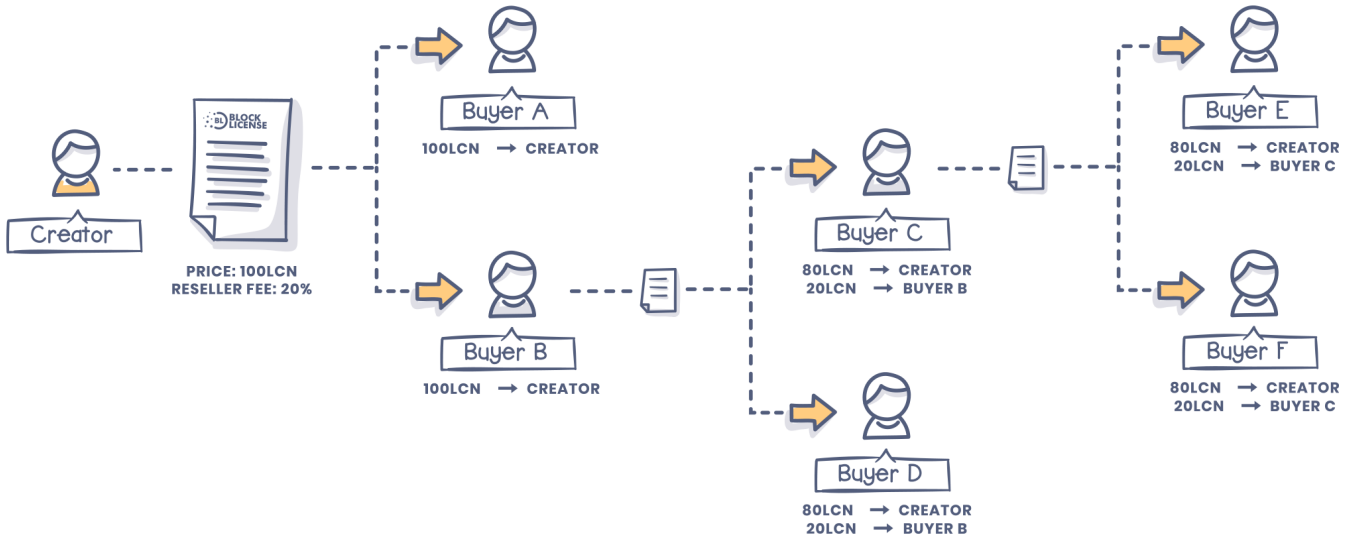 BL BLOCK
LICENSE
Creator
PRICE: 100LCN
RESELLER FEE: 20%
Buyer A
100LCN → CREATOR
Buyer B
100LCN → CREATOR
Buyer C
80LCN → CREATOR
20LCN → BUYER B
Buyer D
80LCN → CREATOR
20LCN → BUYER B
Buyer E
80LCN → CREATOR
20LCN → BUYER C
Buyer F
80LCN → CREATOR
20LCN → BUYER C